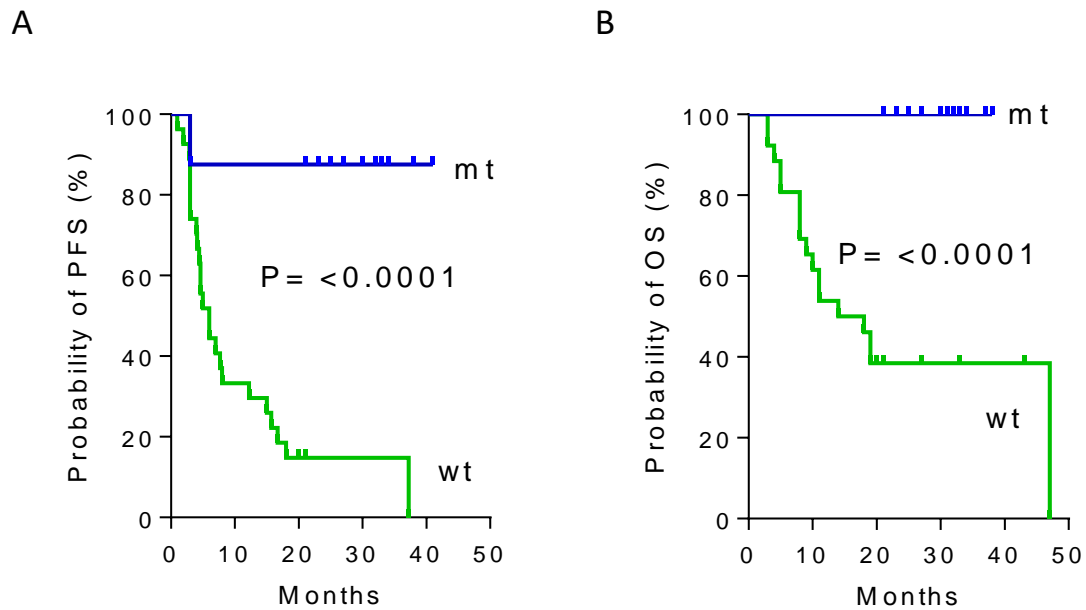 A
B
100
80
60
40
20
0
Probability of PFS (%)
mt
P= <0.0001
wt
0 10 20 30 40 50
Months
100
80
60
40
20
0
Probability of OS (%)
mt
P= <0.0001
wt
0 10 20 30 40 50
Months